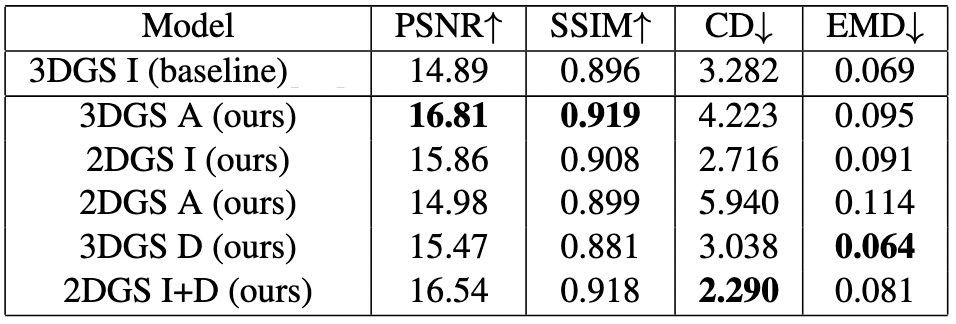 Model PSNR↑ SSIM↑ CD↓ EMD↓
3DGS I (baseline) 14.89 0.896 3.282 0.069
3DGS A (ours) 16.81 0.919 4.223 0.095
2DGS I (ours) 15.86 0.908 2.716 0.091
2DGS A (ours) 14.98 0.899 5.940 0.114
3DGS D (ours) 15.47 0.881 3.038 0.064
2DGS I+D (ours) 16.54 0.918 2.290 0.081